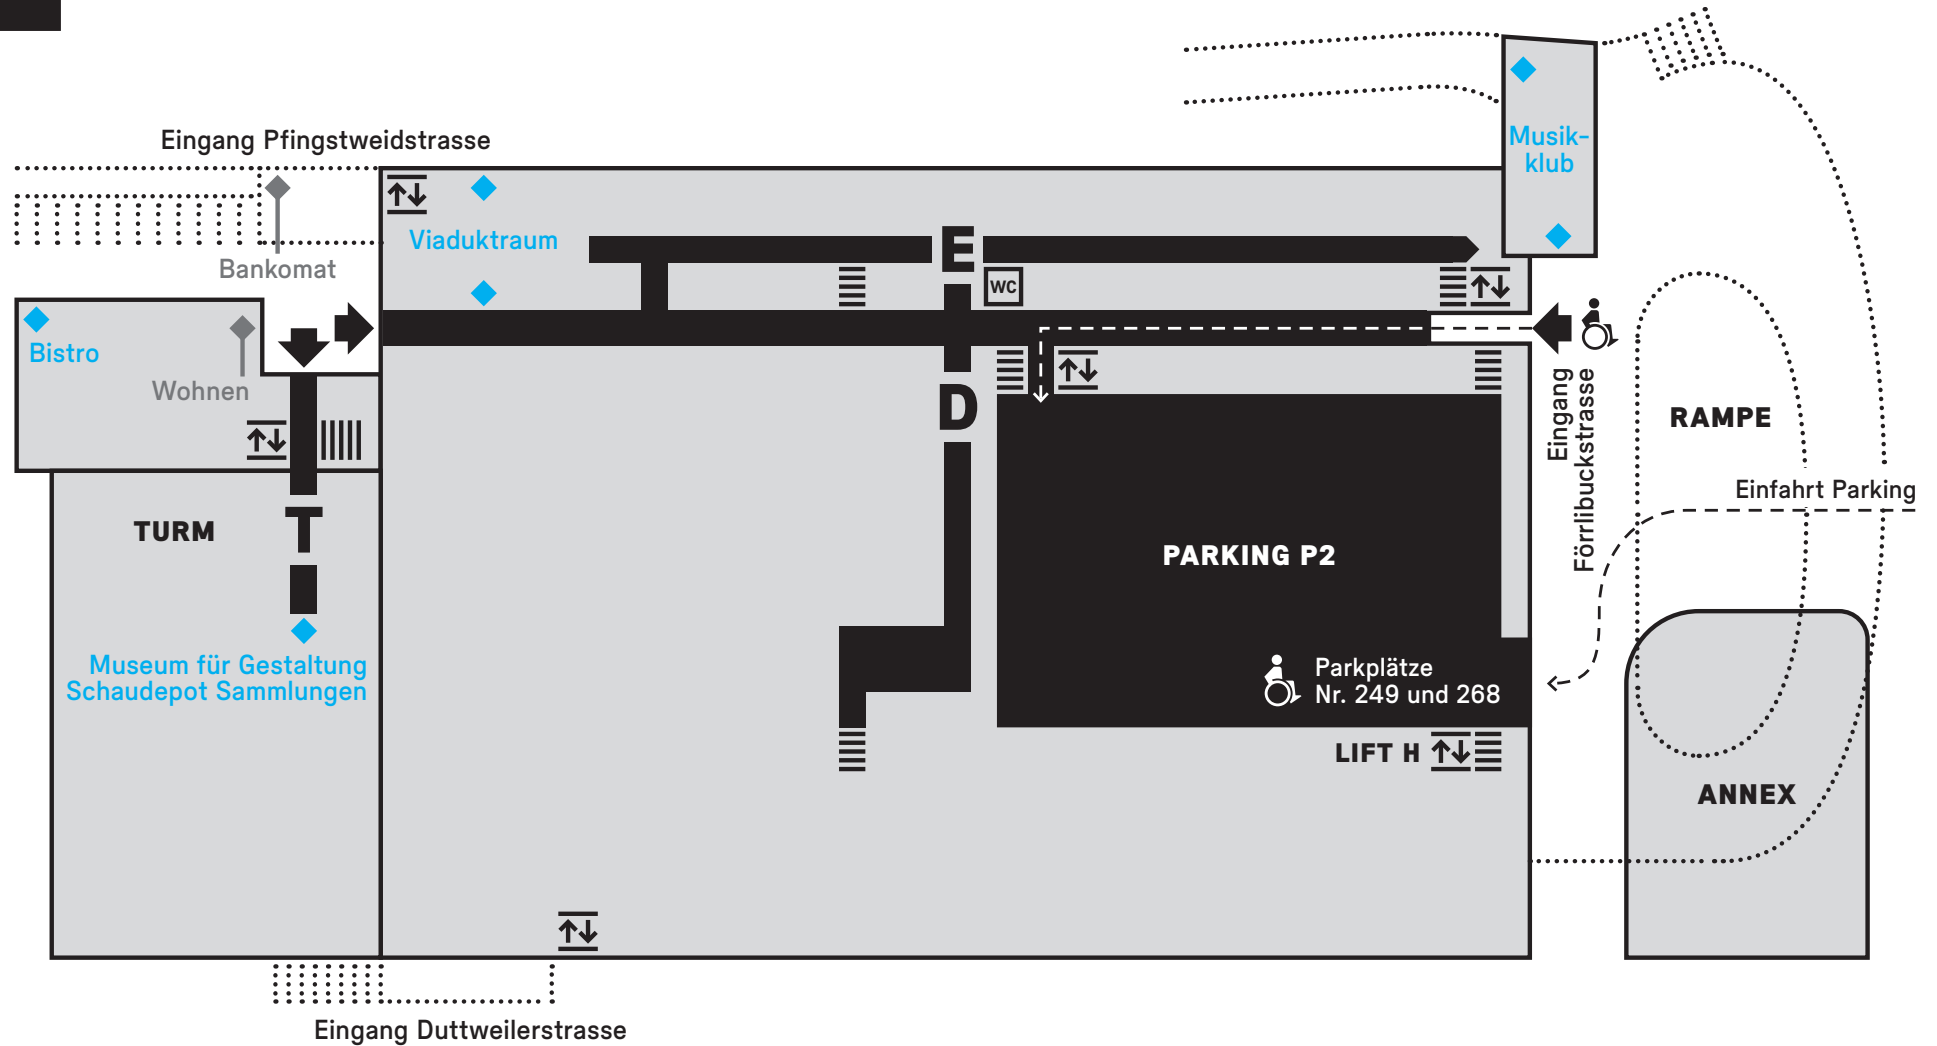 Eingang Pfingstweidstrasse
Musik-
klub
Viaduktraum
E
Bankomat
WC
Bistro
Wohnen
D
Eingang
Förrlibuckstrasse
RAMPE
Einfahrt Parking
T
TURM
PARKING P2
Museum für Gestaltung
Schaudepot Sammlungen
Parkplätze
Nr. 249 und 268
LIFT H
ANNEX
Eingang Duttweilerstrasse